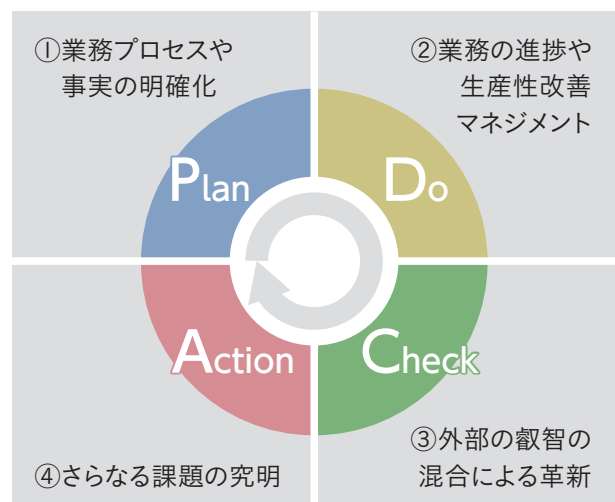 ①業務プロセスや
事実の明確化
②業務の進捗や
生産性改善
マネジメント
Plan
Do
Action
Check
④さらなる課題の究明
③外部の叡智の
混合による革新